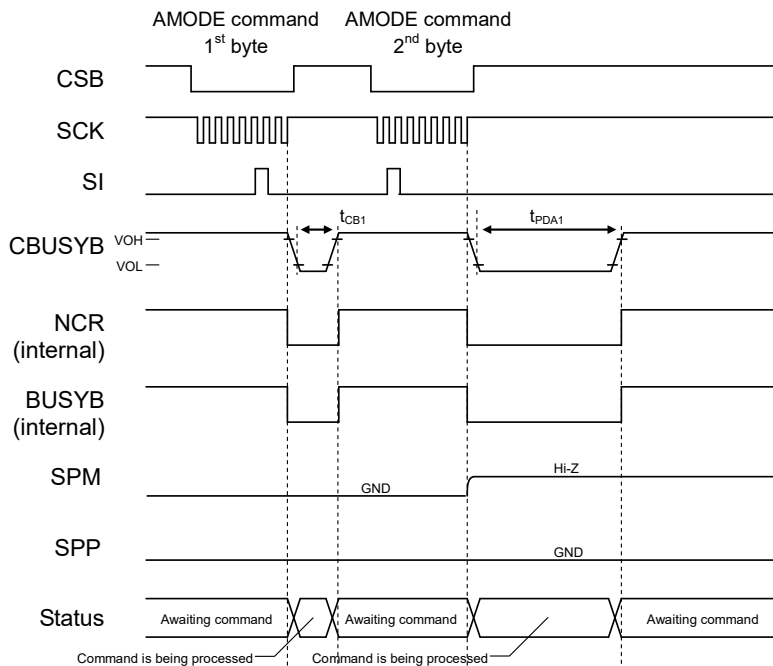 AMODE command
1st byte
AMODE command
2nd byte
CSB
SCK
SI
tCB1
tPDA1
CBUSYB
VOH
VOL
NCR
(internal)
BUSYB
(internal)
SPM
GND
Hi-Z
SPP
GND
Status
Awaiting command
Awaiting command
Awaiting command
Command is being processed
Command is being processed